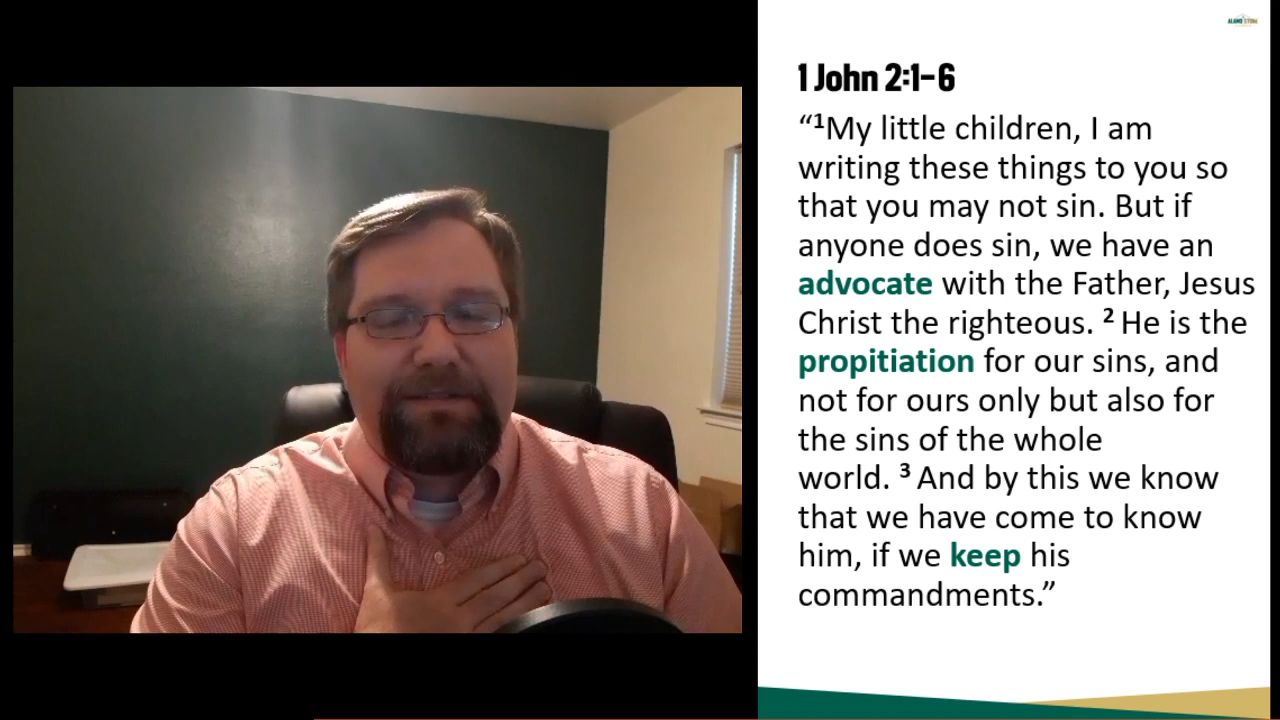 ALAMO CITY
1 John 2:1-6
“¹My little children, I am
writing these things to you so
that you may not sin. But if
anyone does sin, we have an
advocate with the Father, Jesus
Christ the righteous. ² He is the
propitiation for our sins, and
not for ours only but also for
the sins of the whole
world. ³ And by this we know
that we have come to know
him, if we keep his
commandments.”